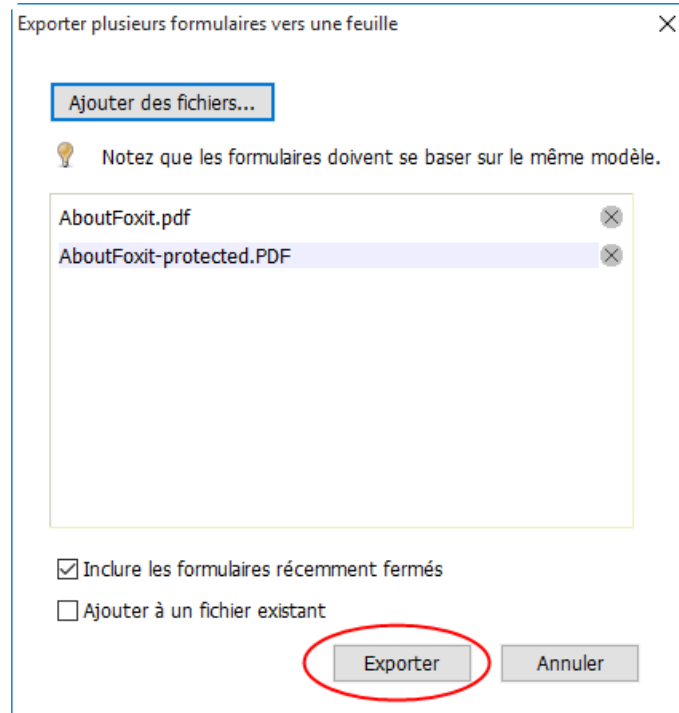 Exporter plusieurs formulaires vers une feuille
Ajouter des fichiers...
Notez que les formulaires doivent se baser sur le même modèle.
AboutFoxit.pdf
AboutFoxit-protected.PDF
Inclure les formulaires récemment fermés
Ajouter à un fichier existant
Exporter
Annuler